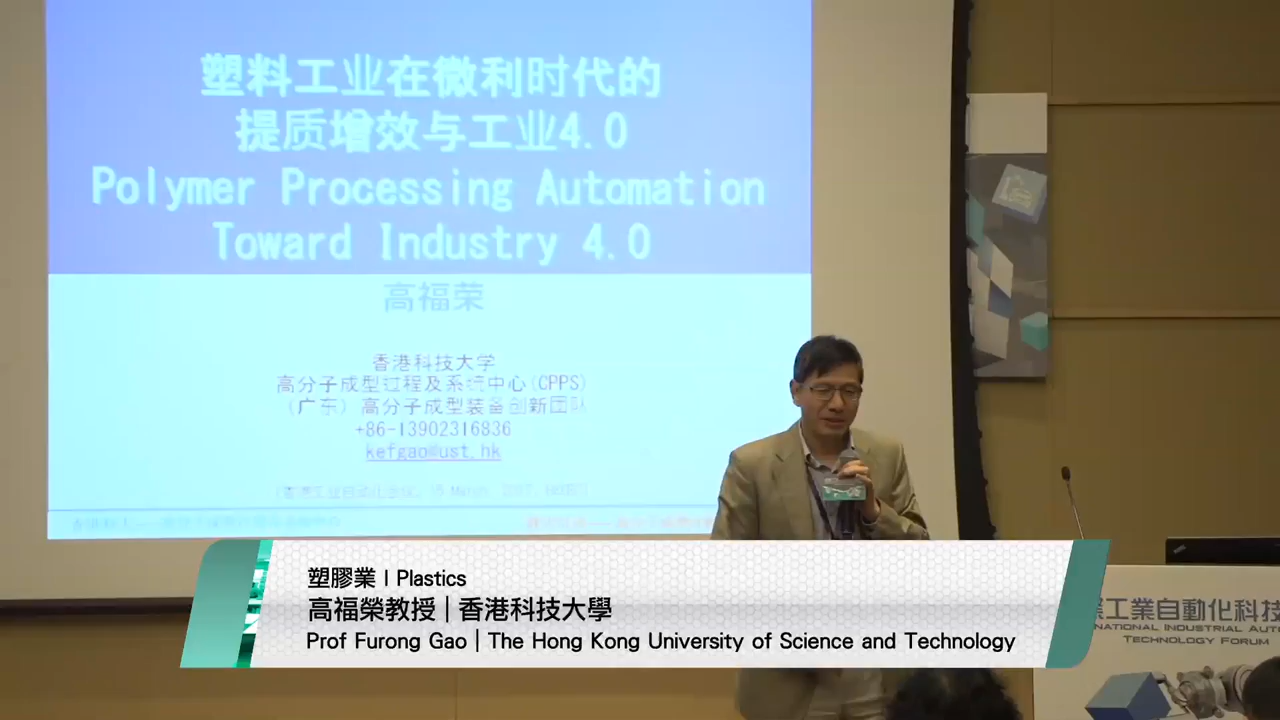 塑料工业在微利时代的
提质增效与工业4.0
Polymer Processing Automation
Toward Industry 4.0
高福荣
香港科技大学
高分子成型过程及系统中心(CPPS)
（广东）高分子成型装备创新团队
+86-13902316836
kefgao@ust.hk
塑膠業 | Plastics
高福榮教授 | 香港科技大學
Prof Furong Gao | The Hong Kong University of Science and Technology
工業自動化科技
NATIONAL INDUSTRIAL AUTO
TECHNOLOGY FORUM